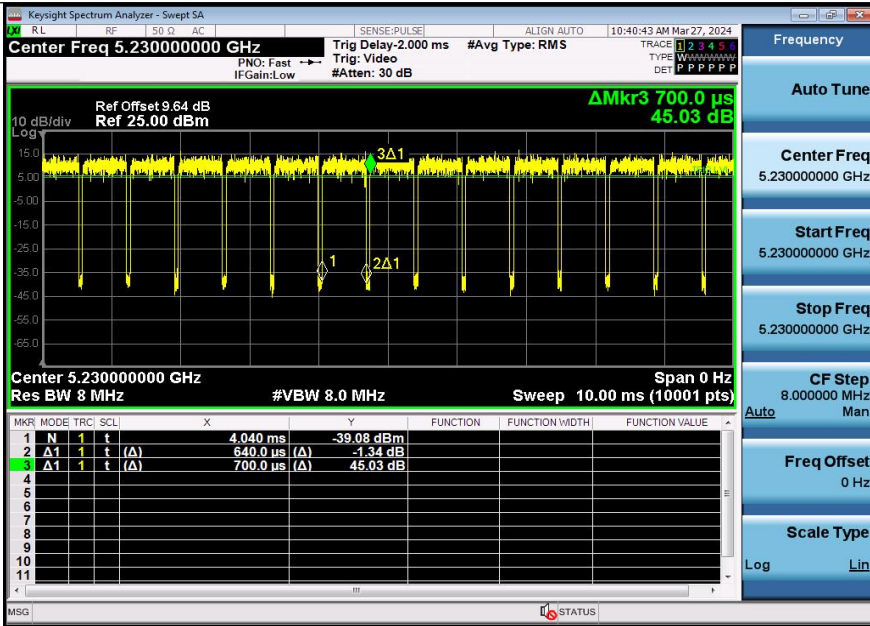 Keysight Spectrum Analyzer - Swept SA
LXI RL RF 50 Ω AC SENSE:PULSE ALIGN AUTO 10:40:43 AM Mar 27, 2024
Center Freq 5.230000000 GHz
PNO: Fast
IFGain:Low
Trig Delay-2.000 ms
Trig: Video
#Atten: 30 dB
#Avg Type: RMS
TRACE 1 2 3 4 5 6
TYPE WWWWWW
DET P P P P P P
Frequency
ΔMkr3 700.0 µs
45.03 dB
Ref Offset 9.64 dB
10 dB/div Ref 25.00 dBm
Log
15.0
5.00
-5.00
-15.0
-25.0
-35.0
-45.0
-55.0
-65.0
3Δ1
1
2Δ1
Center 5.230000000 GHz Span 0 Hz
Res BW 8 MHz #VBW 8.0 MHz Sweep 10.00 ms (10001 pts)
MKR MODE TRC SCL X Y FUNCTION FUNCTION WIDTH FUNCTION VALUE
1 N 1 t 4.040 ms -39.08 dBm
2 Δ1 1 t (Δ) 640.0 µs (Δ) -1.34 dB
3 Δ1 1 t (Δ) 700.0 µs (Δ) 45.03 dB
4
5
6
7
8
9
10
11
MSG STATUS
Auto Tune
Center Freq
5.230000000 GHz
Start Freq
5.230000000 GHz
Stop Freq
5.230000000 GHz
CF Step
8.000000 MHz
Auto Man
Freq Offset
0 Hz
Scale Type
Log Lin